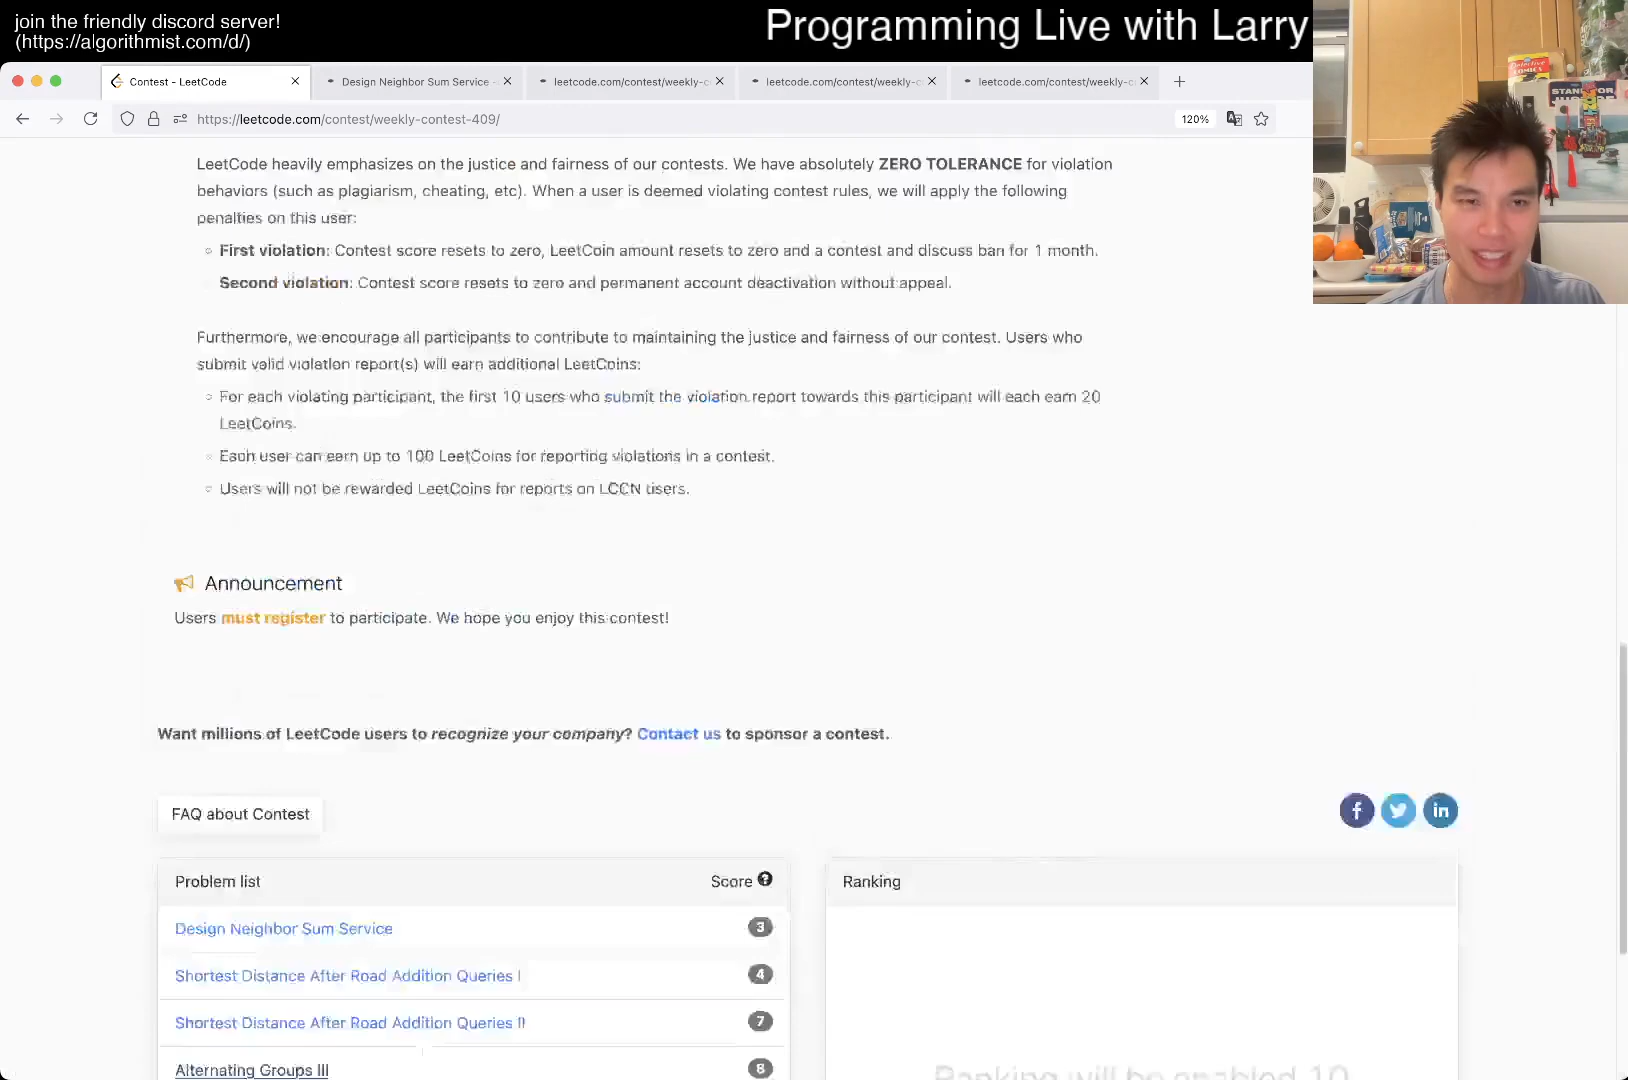 join the friendly discord server!
(https://algorithmist.com/d/)
Programming Live with Larry
Contest - LeetCode
Design Neighbor Sum Service -
leetcode.com/contest/weekly-c
leetcode.com/contest/weekly-c
leetcode.com/contest/weekly-c
https://leetcode.com/contest/weekly-contest-409/
120%
LeetCode heavily emphasizes on the justice and fairness of our contests. We have absolutely ZERO TOLERANCE for violation
behaviors (such as plagiarism, cheating, etc). When a user is deemed violating contest rules, we will apply the following
penalties on this user:
First violation: Contest score resets to zero, LeetCoin amount resets to zero and a contest and discuss ban for 1 month.
Second violation: Contest score resets to zero and permanent account deactivation without appeal.
Furthermore, we encourage all participants to contribute to maintaining the justice and fairness of our contest. Users who
submit valid violation report(s) will earn additional LeetCoins:
For each violating participant, the first 10 users who submit the violation report towards this participant will each earn 20
LeetCoins.
Each user can earn up to 100 LeetCoins for reporting violations in a contest.
Users will not be rewarded LeetCoins for reports on LCCN users.
Announcement
Users must register to participate. We hope you enjoy this contest!
Want millions of LeetCode users to recognize your company? Contact us to sponsor a contest.
FAQ about Contest
Problem list
Score
Ranking
Design Neighbor Sum Service
3
Shortest Distance After Road Addition Queries I
4
Shortest Distance After Road Addition Queries II
7
Alternating Groups III
8
Ranking will be enabled 10